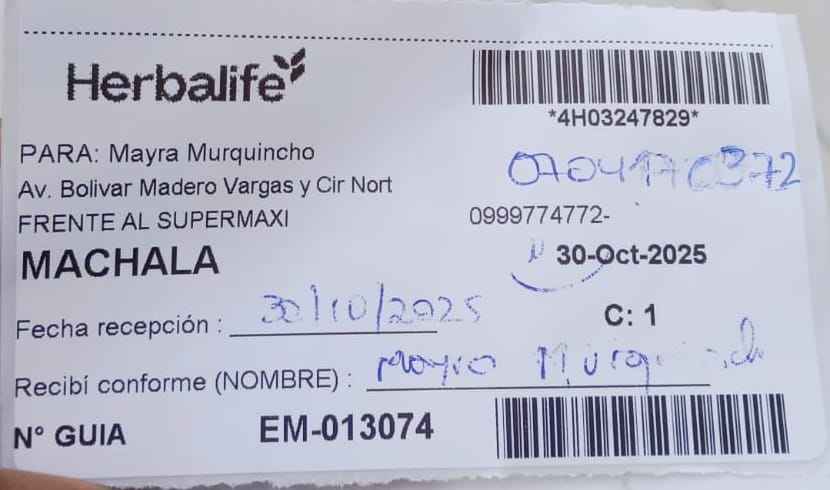 Herbalife
*4H03247829*
PARA: Mayra Murquincho
Av. Bolivar Madero Vargas y Cir Nort
FRENTE AL SUPERMAXI
0999774772-
MACHALA
30-Oct-2025
Fecha recepción : 30/10/2025
C: 1
Recibí conforme (NOMBRE) : Mayra
N° GUIA EM-013074